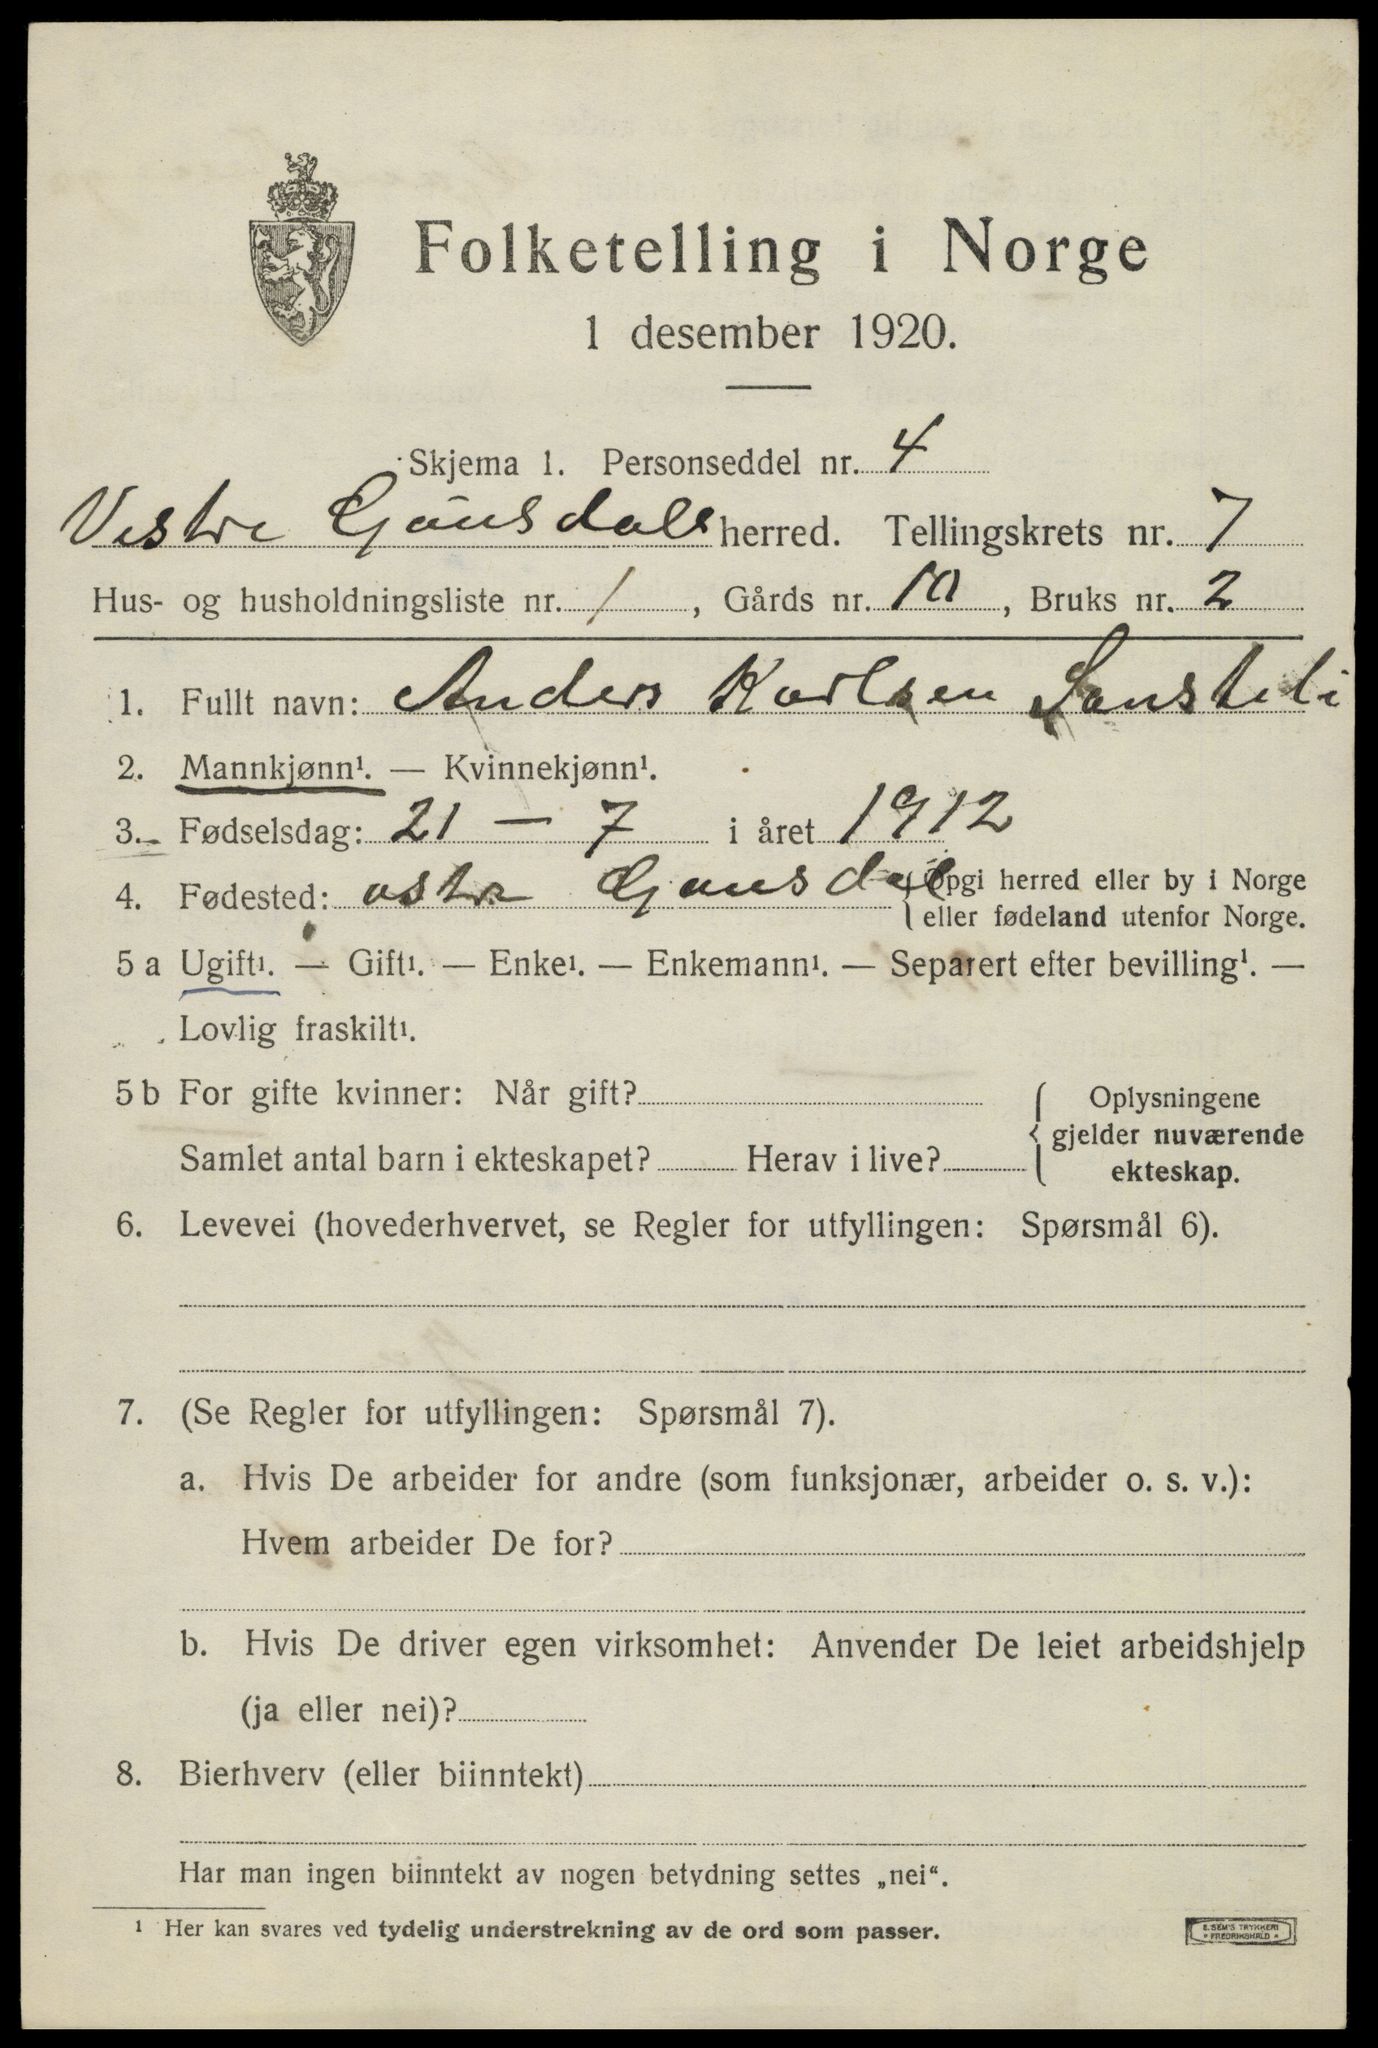 Folketelling i Norge
1 desember 1920.
Skjema 1. Personseddel nr. 4
Vestre Gausdals herred. Tellingskrets nr. 7
Hus- og husholdningsliste nr. 1, Gårds nr. 10, Bruks nr. 2
1. Fullt navn: Anders Karlsen
2. Mannkjønn¹. — Kvinnekjønn¹.
3. Fødselsdag: 21 – 7 i året 1912
4. Fødested: østre Gausdal { Opgi herred eller by i Norge
eller fødeland utenfor Norge.
5 a Ugift¹. — Gift¹. — Enke¹. — Enkemann¹. — Separert efter bevilling¹. —
Lovlig fraskilt¹.
5 b For gifte kvinner: Når gift?
Samlet antal barn i ekteskapet? Herav i live?
{ Oplysningene
gjelder nuværende
ekteskap.
6. Levevei (hovederhvervet, se Regler for utfyllingen: Spørsmål 6).
7. (Se Regler for utfyllingen: Spørsmål 7).
a. Hvis De arbeider for andre (som funksjonær, arbeider o. s. v.):
Hvem arbeider De for?
b. Hvis De driver egen virksomhet: Anvender De leiet arbeidshjelp
(ja eller nei)?
8. Bierhverv (eller biinntekt)
Har man ingen biinntekt av nogen betydning settes „nei“.
¹ Her kan svares ved tydelig understrekning av de ord som passer.
E. SEM'S TRYKKERI
* FREDRIKSHALD *